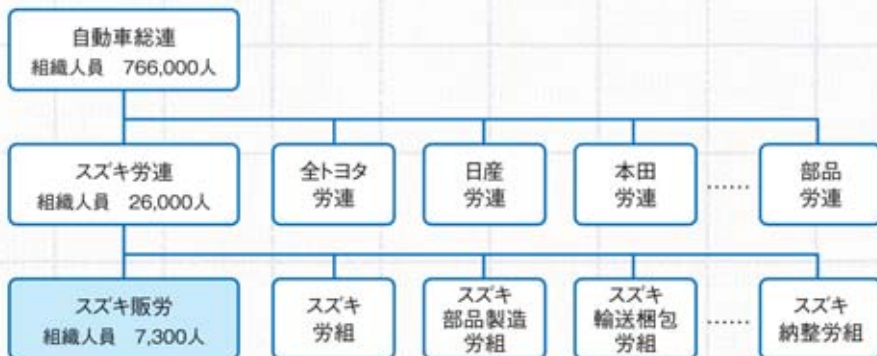 自動車総連
組織人員 766,000人
スズキ労連
組織人員 26,000人
全トヨタ
労連
日産
労連
本田
労連
……
部品
労連
スズキ販労
組織人員 7,300人
スズキ
労組
スズキ
部品製造
労組
スズキ
輸送梱包
労組
……
スズキ
納整労組